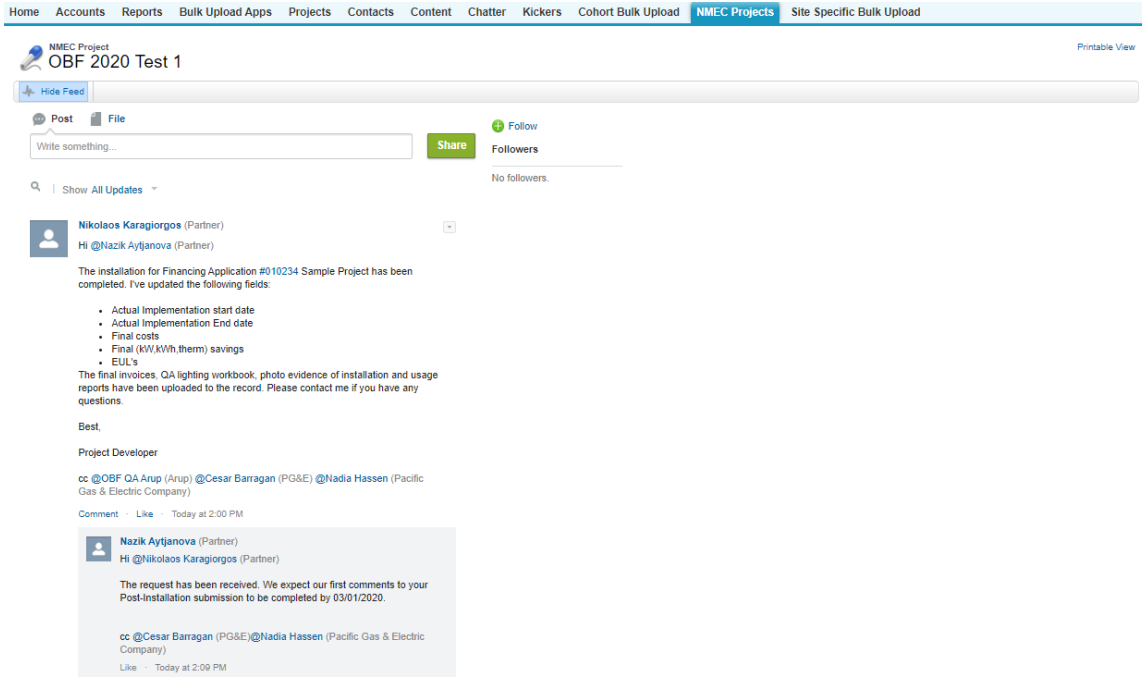 Home Accounts Reports Bulk Upload Apps Projects Contacts Content Chatter Kickers Cohort Bulk Upload NMEC Projects Site Specific Bulk Upload
NMEC Project
OBF 2020 Test 1
Printable View
Hide Feed
Post File
Write something...
Share
Show All Updates
Follow
Followers
No followers.
Nikolaos Karagiorgos (Partner)
Hi @Nazik Aytjanova (Partner)
The installation for Financing Application #010234 Sample Project has been
completed. I've updated the following fields:
• Actual Implementation start date
• Actual Implementation End date
• Final costs
• Final (kW,kWh,therm) savings
• EUL's
The final invoices, QA lighting workbook, photo evidence of installation and usage
reports have been uploaded to the record. Please contact me if you have any
questions.
Best,
Project Developer
cc @OBF QA Arup (Arup) @Cesar Barragan (PG&E) @Nadia Hassen (Pacific
Gas & Electric Company)
Comment · Like · Today at 2:00 PM
Nazik Aytjanova (Partner)
Hi @Nikolaos Karagiorgos (Partner)
The request has been received. We expect our first comments to your
Post-Installation submission to be completed by 03/01/2020.
cc @Cesar Barragan (PG&E)@Nadia Hassen (Pacific Gas & Electric
Company)
Like · Today at 2:09 PM